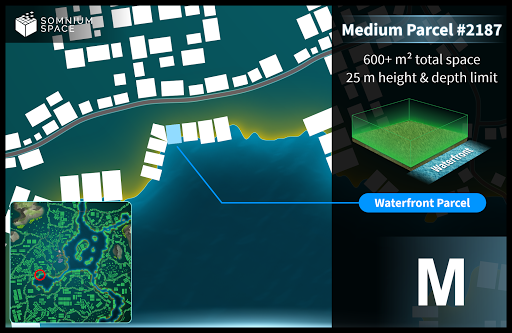 SOMNIUM
SPACE
Medium Parcel #2187
600+ m² total space
25 m height & depth limit
Waterfront
Waterfront Parcel
M